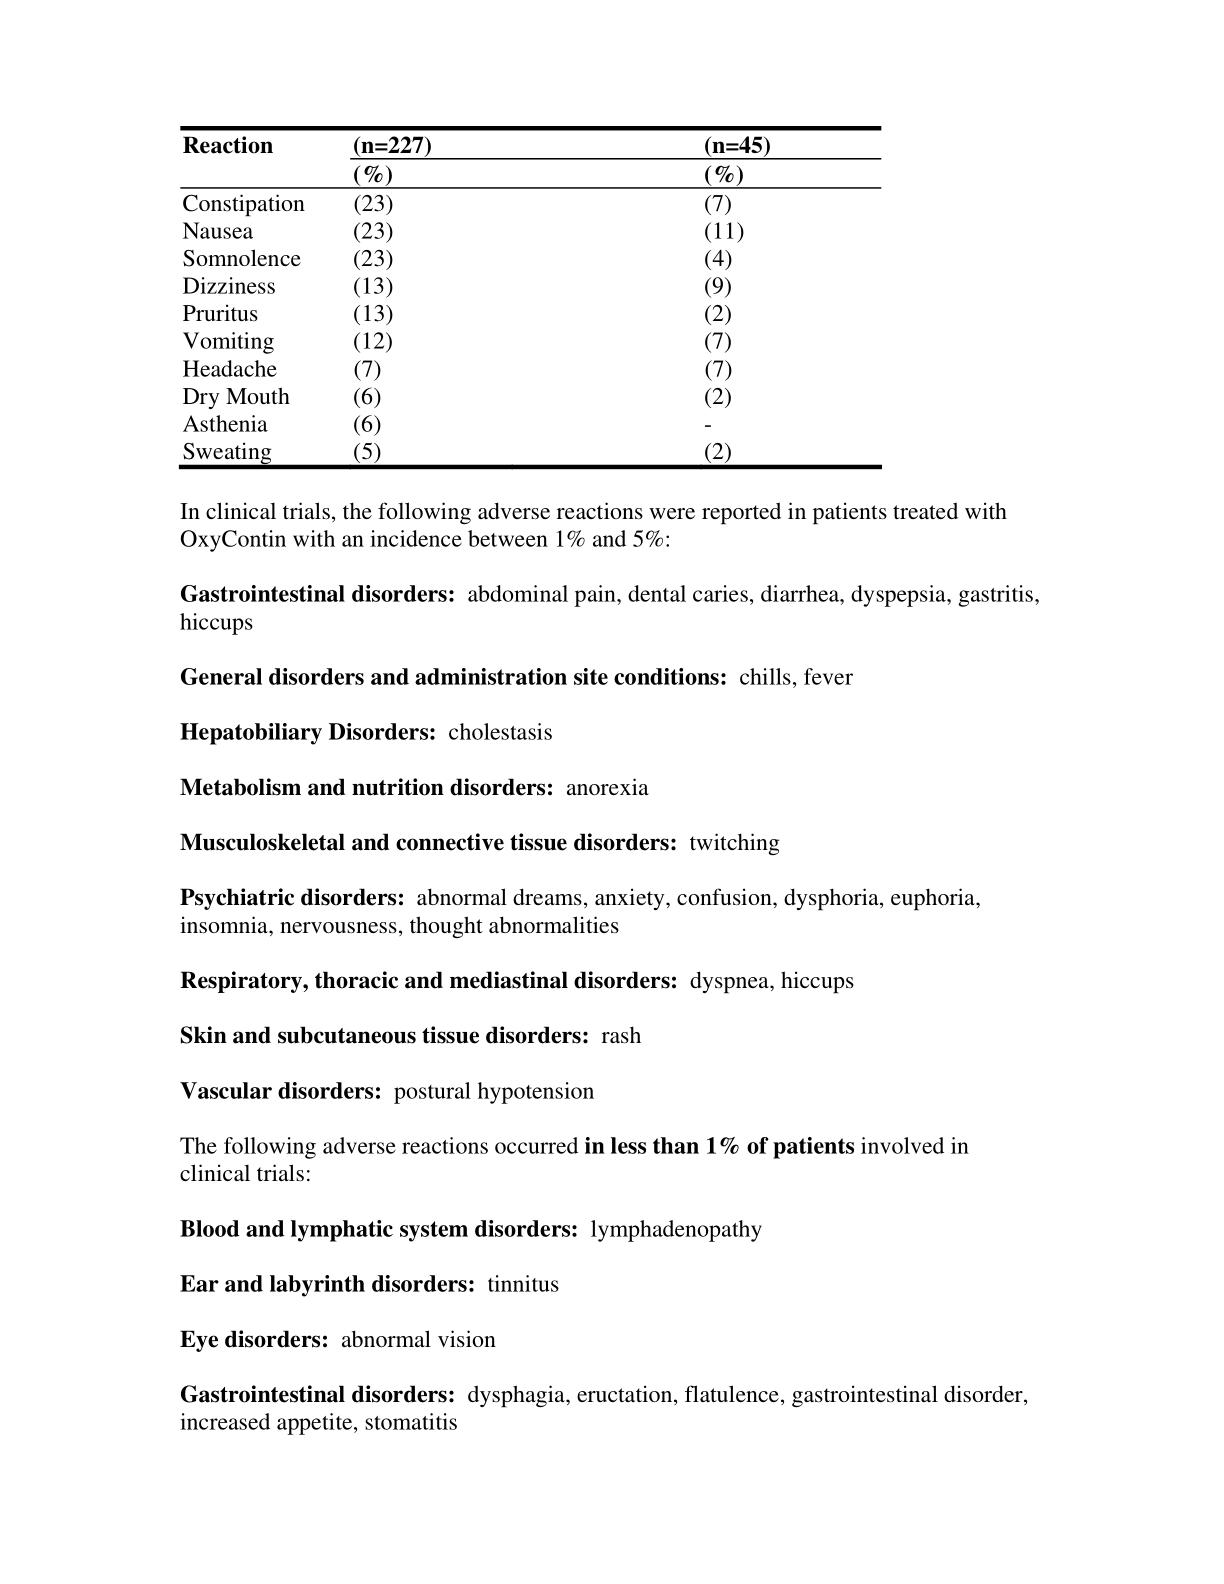 Reaction (n=227) (n=45)
(%) (%)
Constipation (23) (7)
Nausea (23) (11)
Somnolence (23) (4)
Dizziness (13) (9)
Pruritus (13) (2)
Vomiting (12) (7)
Headache (7) (7)
Dry Mouth (6) (2)
Asthenia (6) -
Sweating (5) (2)
In clinical trials, the following adverse reactions were reported in patients treated with
OxyContin with an incidence between 1% and 5%:
Gastrointestinal disorders: abdominal pain, dental caries, diarrhea, dyspepsia, gastritis,
hiccups
General disorders and administration site conditions: chills, fever
Hepatobiliary Disorders: cholestasis
Metabolism and nutrition disorders: anorexia
Musculoskeletal and connective tissue disorders: twitching
Psychiatric disorders: abnormal dreams, anxiety, confusion, dysphoria, euphoria,
insomnia, nervousness, thought abnormalities
Respiratory, thoracic and mediastinal disorders: dyspnea, hiccups
Skin and subcutaneous tissue disorders: rash
Vascular disorders: postural hypotension
The following adverse reactions occurred in less than 1% of patients involved in
clinical trials:
Blood and lymphatic system disorders: lymphadenopathy
Ear and labyrinth disorders: tinnitus
Eye disorders: abnormal vision
Gastrointestinal disorders: dysphagia, eructation, flatulence, gastrointestinal disorder,
increased appetite, stomatitis